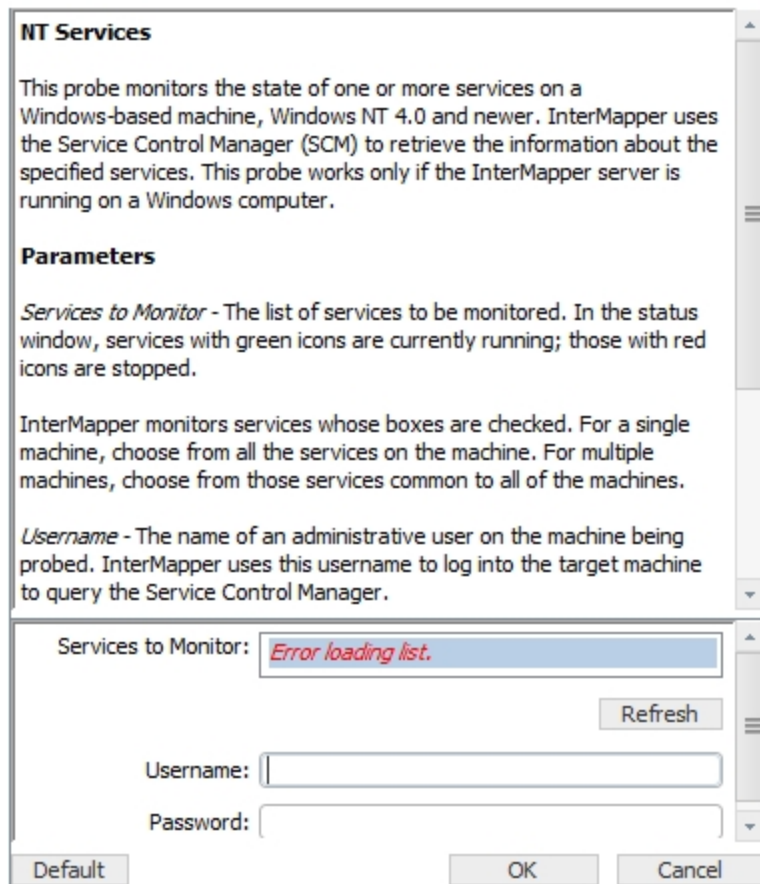 NT Services
This probe monitors the state of one or more services on a
Windows-based machine, Windows NT 4.0 and newer. InterMapper uses
the Service Control Manager (SCM) to retrieve the information about the
specified services. This probe works only if the InterMapper server is
running on a Windows computer.
Parameters
Services to Monitor - The list of services to be monitored. In the status
window, services with green icons are currently running; those with red
icons are stopped.
InterMapper monitors services whose boxes are checked. For a single
machine, choose from all the services on the machine. For multiple
machines, choose from those services common to all of the machines.
Username - The name of an administrative user on the machine being
probed. InterMapper uses this username to log into the target machine
to query the Service Control Manager.
Services to Monitor: Error loading list.
Refresh
Username:
Password:
Default OK Cancel